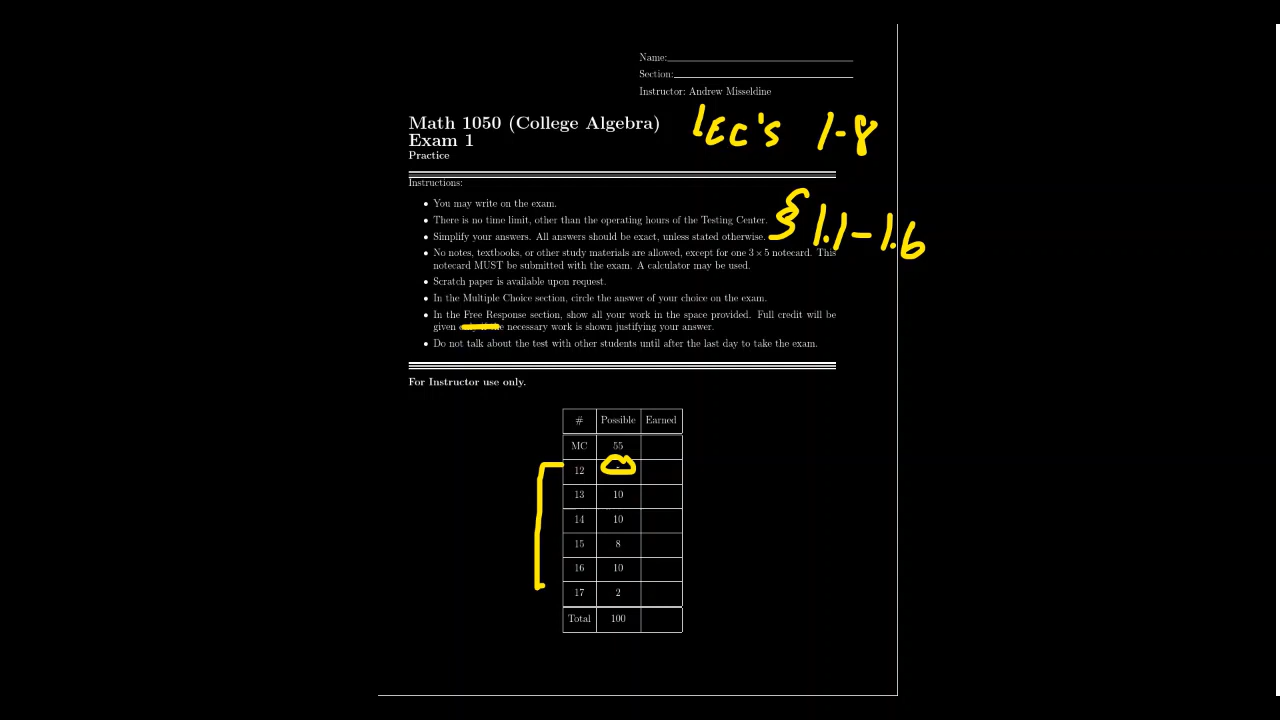 Name:
Section:
Instructor: Andrew Misseldine
Math 1050 (College Algebra)
Exam 1
Practice
LEC'S 1-8
Instructions:
• You may write on the exam.
• There is no time limit, other than the operating hours of the Testing Center.
• Simplify your answers. All answers should be exact, unless stated otherwise.
§ 1.1-1.6
• No notes, textbooks, or other study materials are allowed, except for one 3 × 5 notecard. This
notecard MUST be submitted with the exam. A calculator may be used.
• Scratch paper is available upon request.
• In the Multiple Choice section, circle the answer of your choice on the exam.
• In the Free Response section, show all your work in the space provided. Full credit will be
given necessary work is shown justifying your answer.
• Do not talk about the test with other students until after the last day to take the exam.
For Instructor use only.
# Possible Earned
MC 55
12
13 10
14 10
15 8
16 10
17 2
Total 100